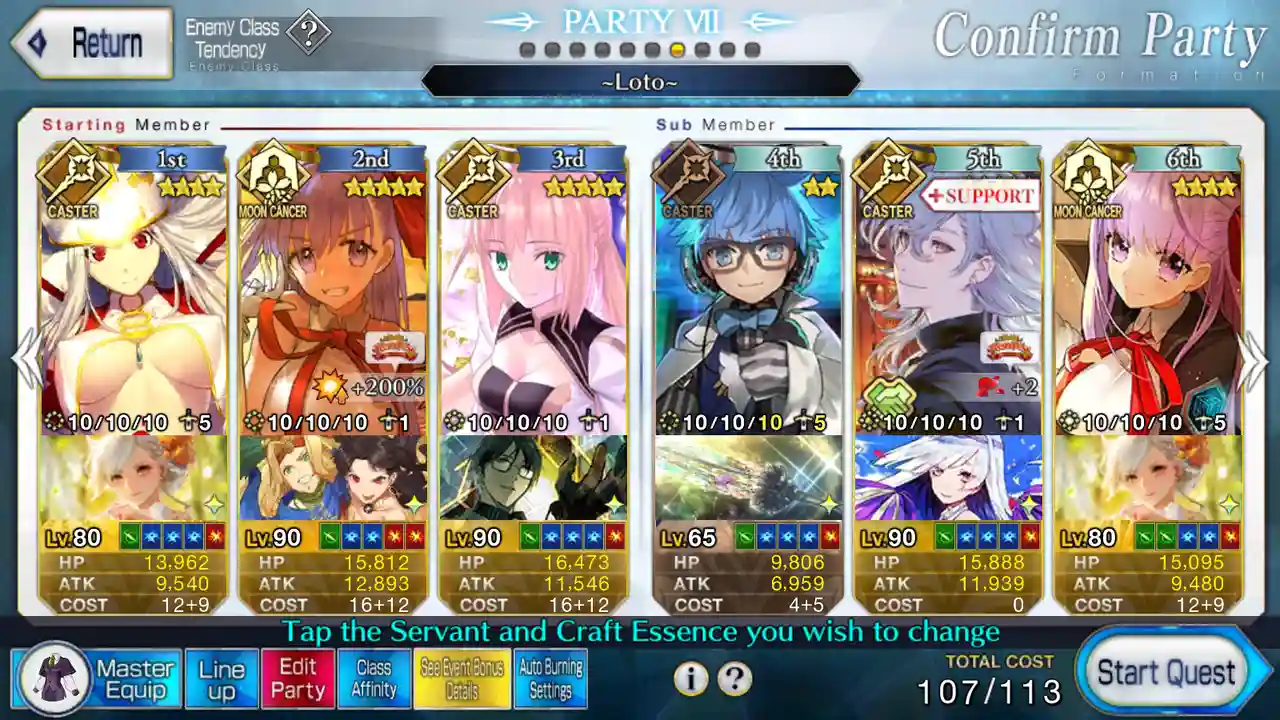 Return
Enemy Class
Tendency
Enemy Class
?
PARTY VII
~Loto~
Confirm Party
Formation
Starting Member
Sub Member
1st
CASTER
10/10/10 5
Lv.80
HP 13,962
ATK 9,540
COST 12+9
2nd
MOON CANCER
+200%
10/10/10 1
Lv.90
HP 15,812
ATK 12,893
COST 16+12
3rd
CASTER
10/10/10 1
Lv.90
HP 16,473
ATK 11,546
COST 16+12
4th
CASTER
10/10/10 5
Lv.65
HP 9,806
ATK 6,959
COST 4+5
5th
CASTER
+SUPPORT
+2
10/10/10 1
Lv.90
HP 15,888
ATK 11,939
COST 0
6th
MOON CANCER
10/10/10 5
Lv.80
HP 15,095
ATK 9,480
COST 12+9
Tap the Servant and Craft Essence you wish to change
Master
Equip
Line
up
Edit
Party
Class
Affinity
See Event Bonus
Details
Auto Burning
Settings
i
?
TOTAL COST
107/113
Start Quest